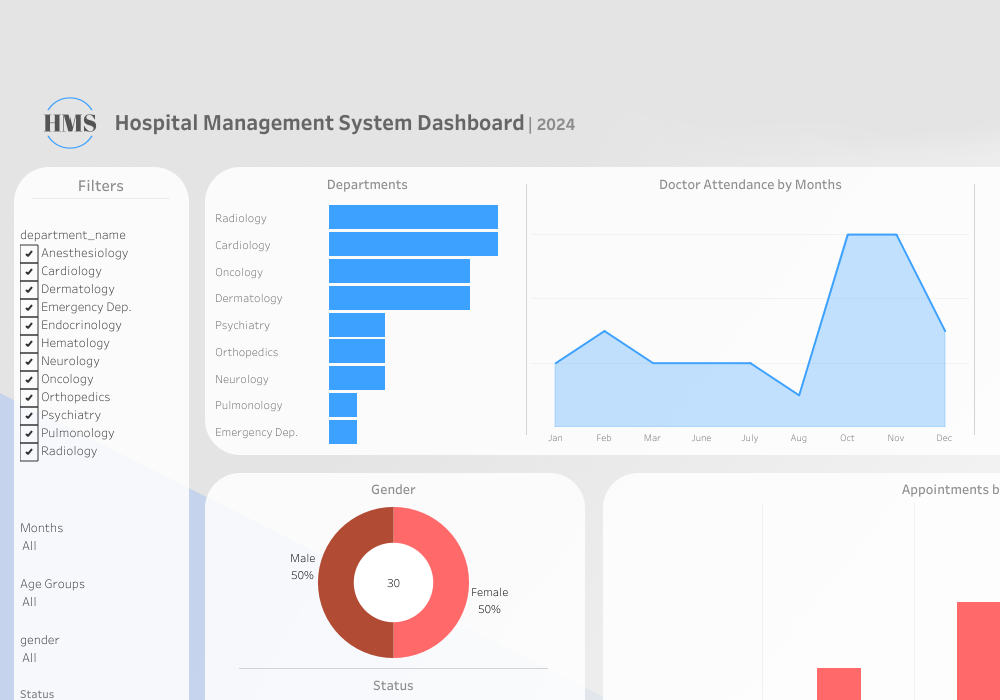 HMS
Hospital Management System Dashboard | 2024
Filters
department_name
Anesthesiology
Cardiology
Dermatology
Emergency Dep.
Endocrinology
Hematology
Neurology
Oncology
Orthopedics
Psychiatry
Pulmonology
Radiology
Months
All
Age Groups
All
gender
All
Status
Departments
Radiology
Cardiology
Oncology
Dermatology
Psychiatry
Orthopedics
Neurology
Pulmonology
Emergency Dep.
Doctor Attendance by Months
Jan Feb Mar June July Aug Oct Nov Dec
Gender
Male
50%
30
Female
50%
Status
Appointments b